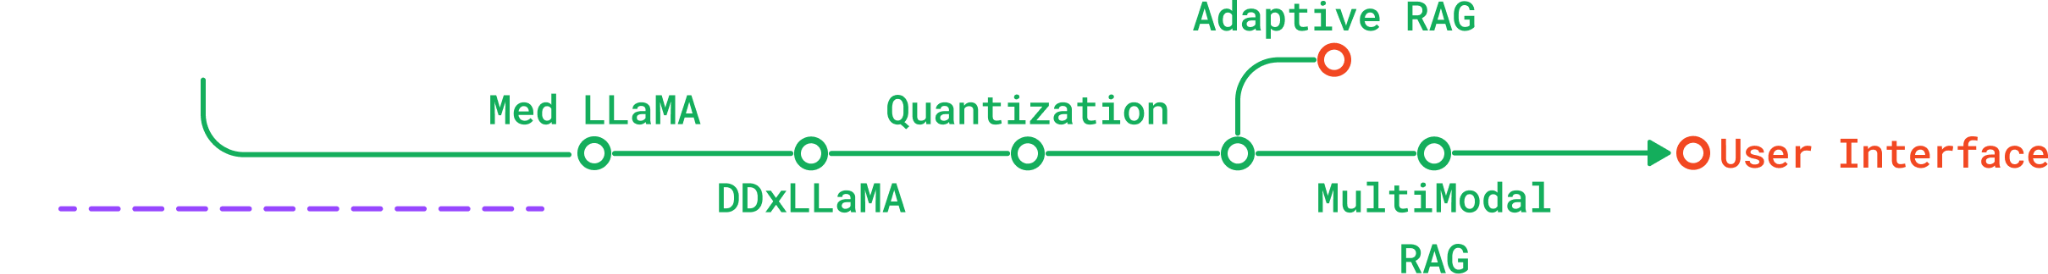 Adaptive RAG
Med LLaMA
Quantization
User Interface
DDxLLaMA
MultiModal
RAG